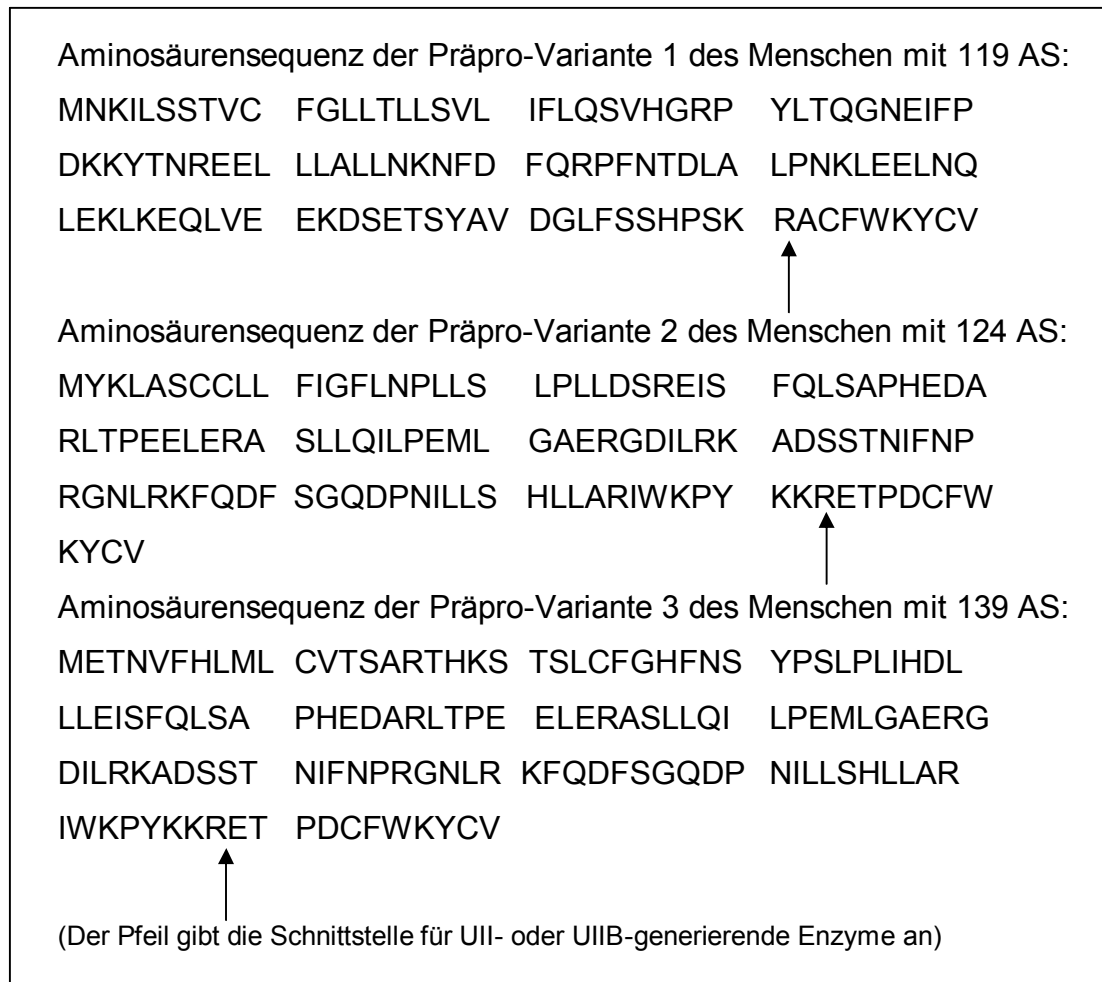 Aminosäurensequenz der Präpro-Variante 1 des Menschen mit 119 AS:
MNKILSSTVC FGLLTLLSVL IFLQSVHGRP YLTQGNEIFP
DKKYTNREEL LLALLNKNFD FQRPFNTDLA LPNKLEELNQ
LEKLKEQLVE EKDSETSYAV DGLFSSHPSK RACFWKYCV
Aminosäurensequenz der Präpro-Variante 2 des Menschen mit 124 AS:
MYKLASCCLL FIGFLNPLLS LPLLDSREIS FQLSAPHEDA
RLTPEELERA SLLQILPEML GAERGDILRK ADSSTNIFNP
RGNLRKFQDF SGQDPNILLS HLLARIWKPY KKRETPDCFW
KYCV
Aminosäurensequenz der Präpro-Variante 3 des Menschen mit 139 AS:
METNVFHLML CVTSARTHKS TSLCFGHFNS YPSLPLIHDL
LLEISFQLSA PHEDARLTPE ELERASLLQI LPEMLGAERG
DILRKADSST NIFNPRGNLR KFQDFSGQDP NILLSHLLAR
IWKPYKKRET PDCFWKYCV
(Der Pfeil gibt die Schnittstelle für UII- oder UIIB-generierende Enzyme an)